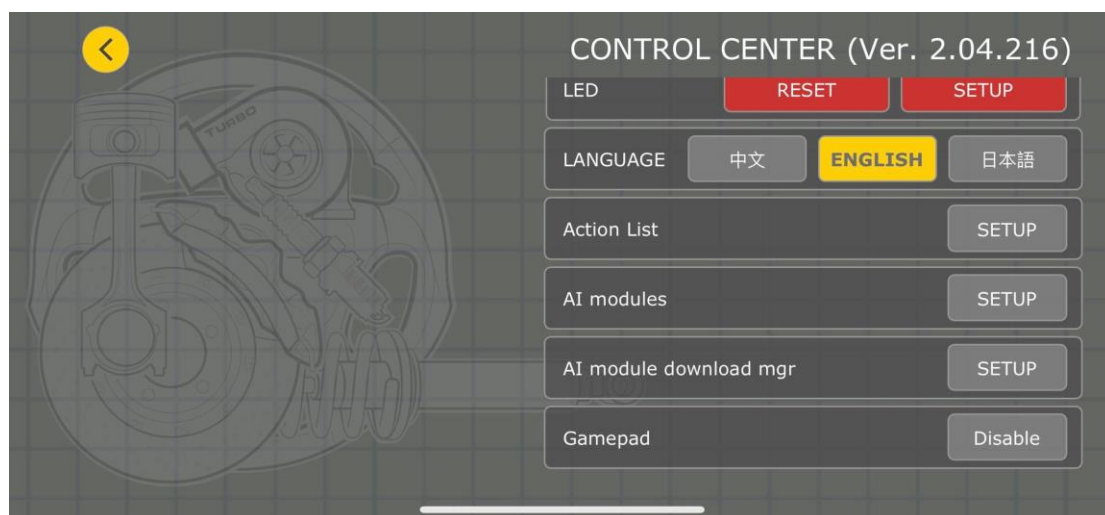 CONTROL CENTER (Ver. 2.04.216)
LED RESET SETUP
LANGUAGE 中文 ENGLISH 日本語
Action List SETUP
AI modules SETUP
AI module download mgr SETUP
Gamepad Disable
TURBO